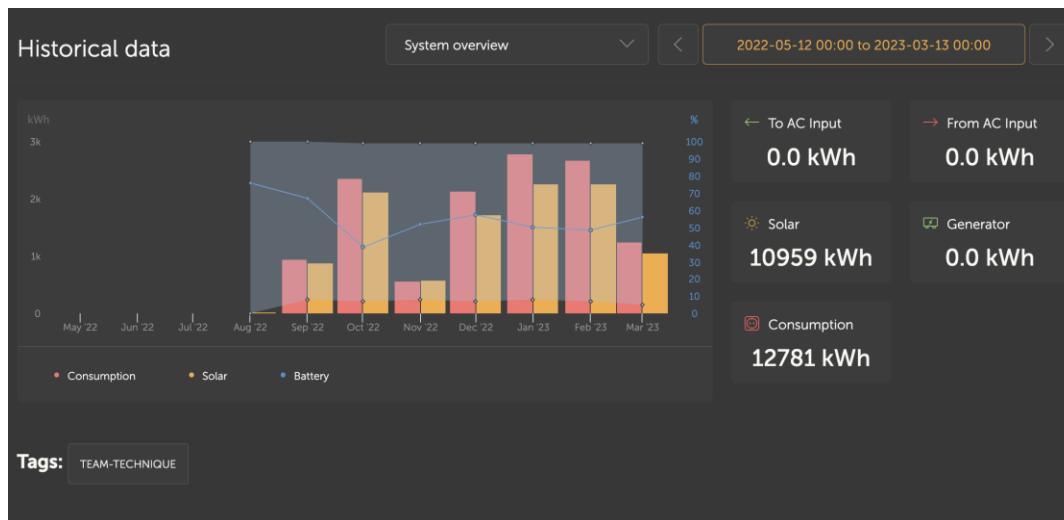 Historical data
System overview
2022-05-12 00:00 to 2023-03-13 00:00
kWh
%
3k
2k
1k
0
100
90
80
70
60
50
40
30
20
10
0
May '22 Jun '22 Jul '22 Aug '22 Sep '22 Oct '22 Nov '22 Dec '22 Jan '23 Feb '23 Mar '23
Consumption Solar Battery
To AC Input
0.0 kWh
From AC Input
0.0 kWh
Solar
10959 kWh
Generator
0.0 kWh
Consumption
12781 kWh
Tags: TEAM-TECHNIQUE